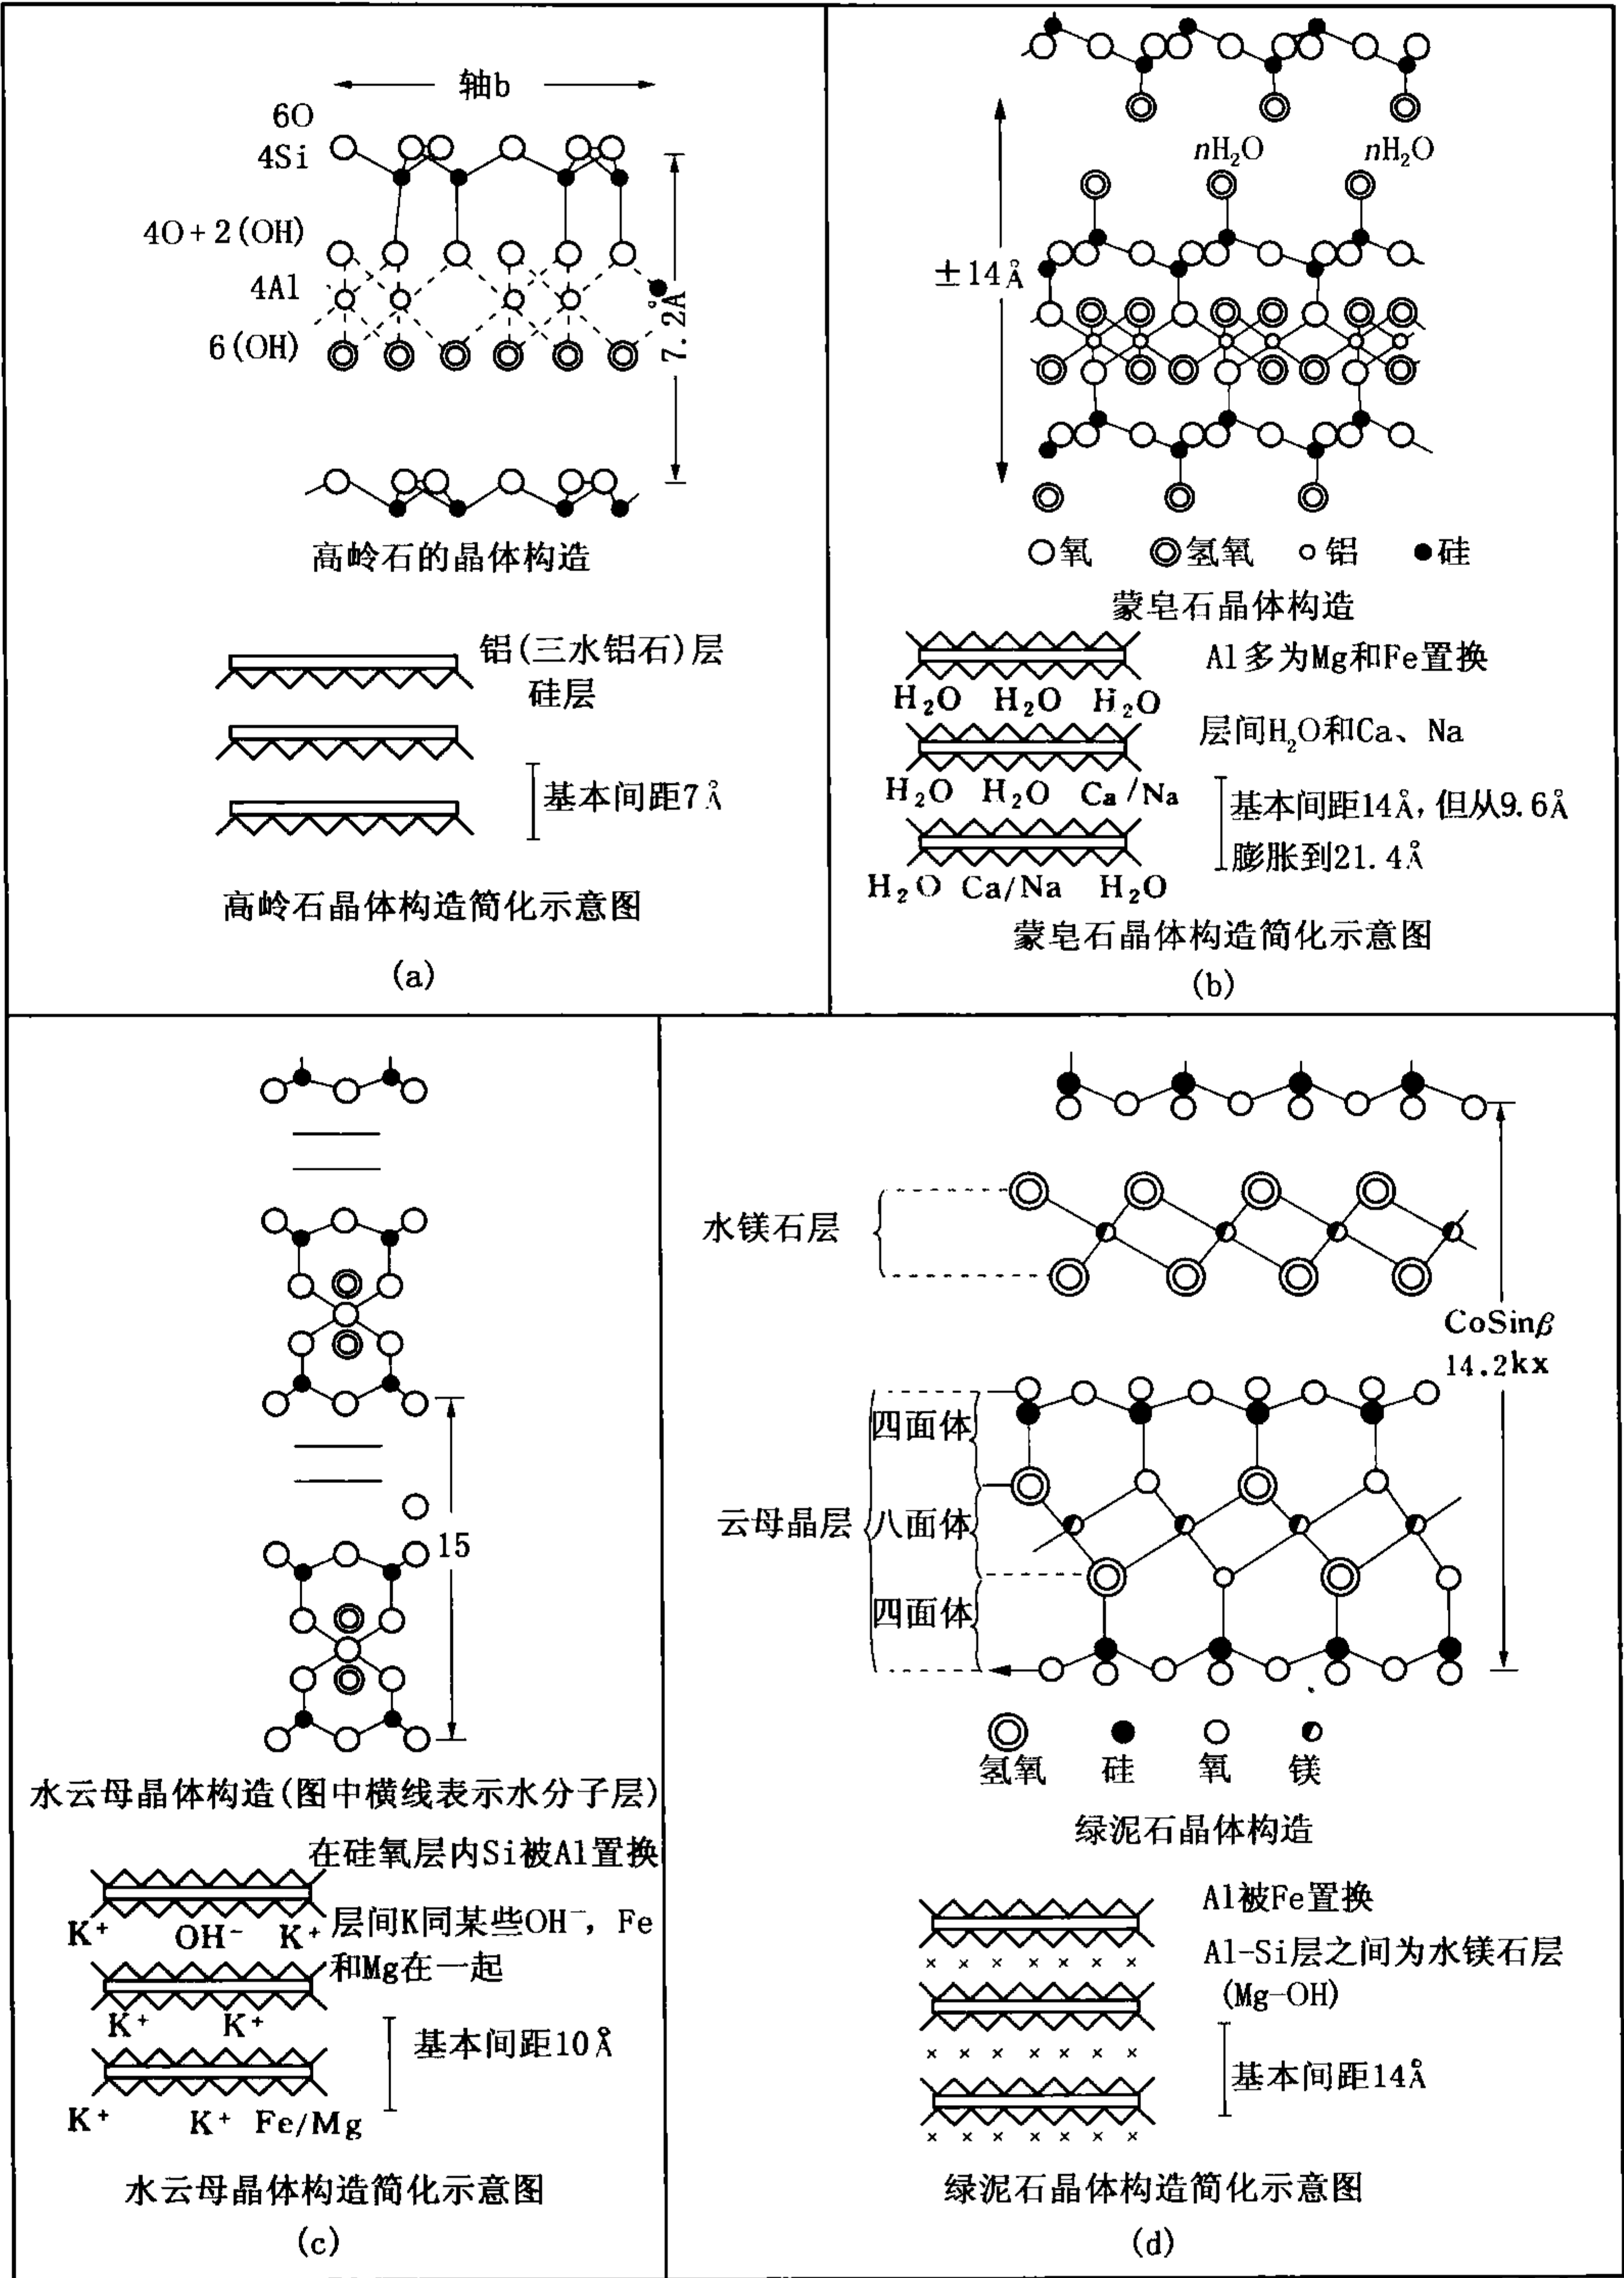 轴b
6O
4Si
4O+2(OH)
4Al
6(OH)
7.2Å
高岭石的晶体构造
铝(三水铝石)层
硅层
基本间距7Å
高岭石晶体构造简化示意图
(a)
nH₂O nH₂O
±14Å
氧 氢氧 铝 硅
蒙皂石晶体构造
Al多为Mg和Fe置换
H₂O H₂O H₂O
层间H₂O和Ca、Na
H₂O H₂O Ca/Na
基本间距14Å,但从9.6Å
膨胀到21.4Å
H₂O Ca/Na H₂O
蒙皂石晶体构造简化示意图
(b)
15
水云母晶体构造(图中横线表示水分子层)
在硅氧层内Si被Al置换
K⁺ OH⁻ K⁺
层间K同某些OH⁻, Fe
和Mg在一起
K⁺ K⁺
基本间距10Å
K⁺ K⁺ Fe/Mg
水云母晶体构造简化示意图
(c)
水镁石层
CoSinβ
14.2kx
四面体
云母晶层
八面体
四面体
氢氧 硅 氧 镁
绿泥石晶体构造
Al被Fe置换
Al-Si层之间为水镁石层
(Mg-OH)
基本间距14Å
绿泥石晶体构造简化示意图
(d)